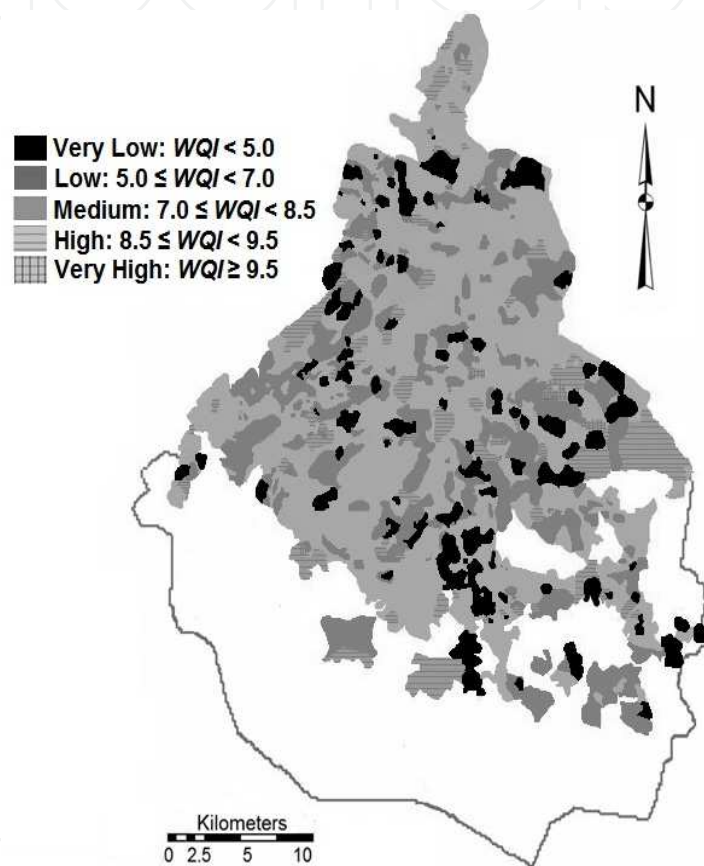 N
Very Low: WQI < 5.0
Low: 5.0 ≤ WQI < 7.0
Medium: 7.0 ≤ WQI < 8.5
High: 8.5 ≤ WQI < 9.5
Very High: WQI ≥ 9.5
Kilometers
0 2.5 5 10